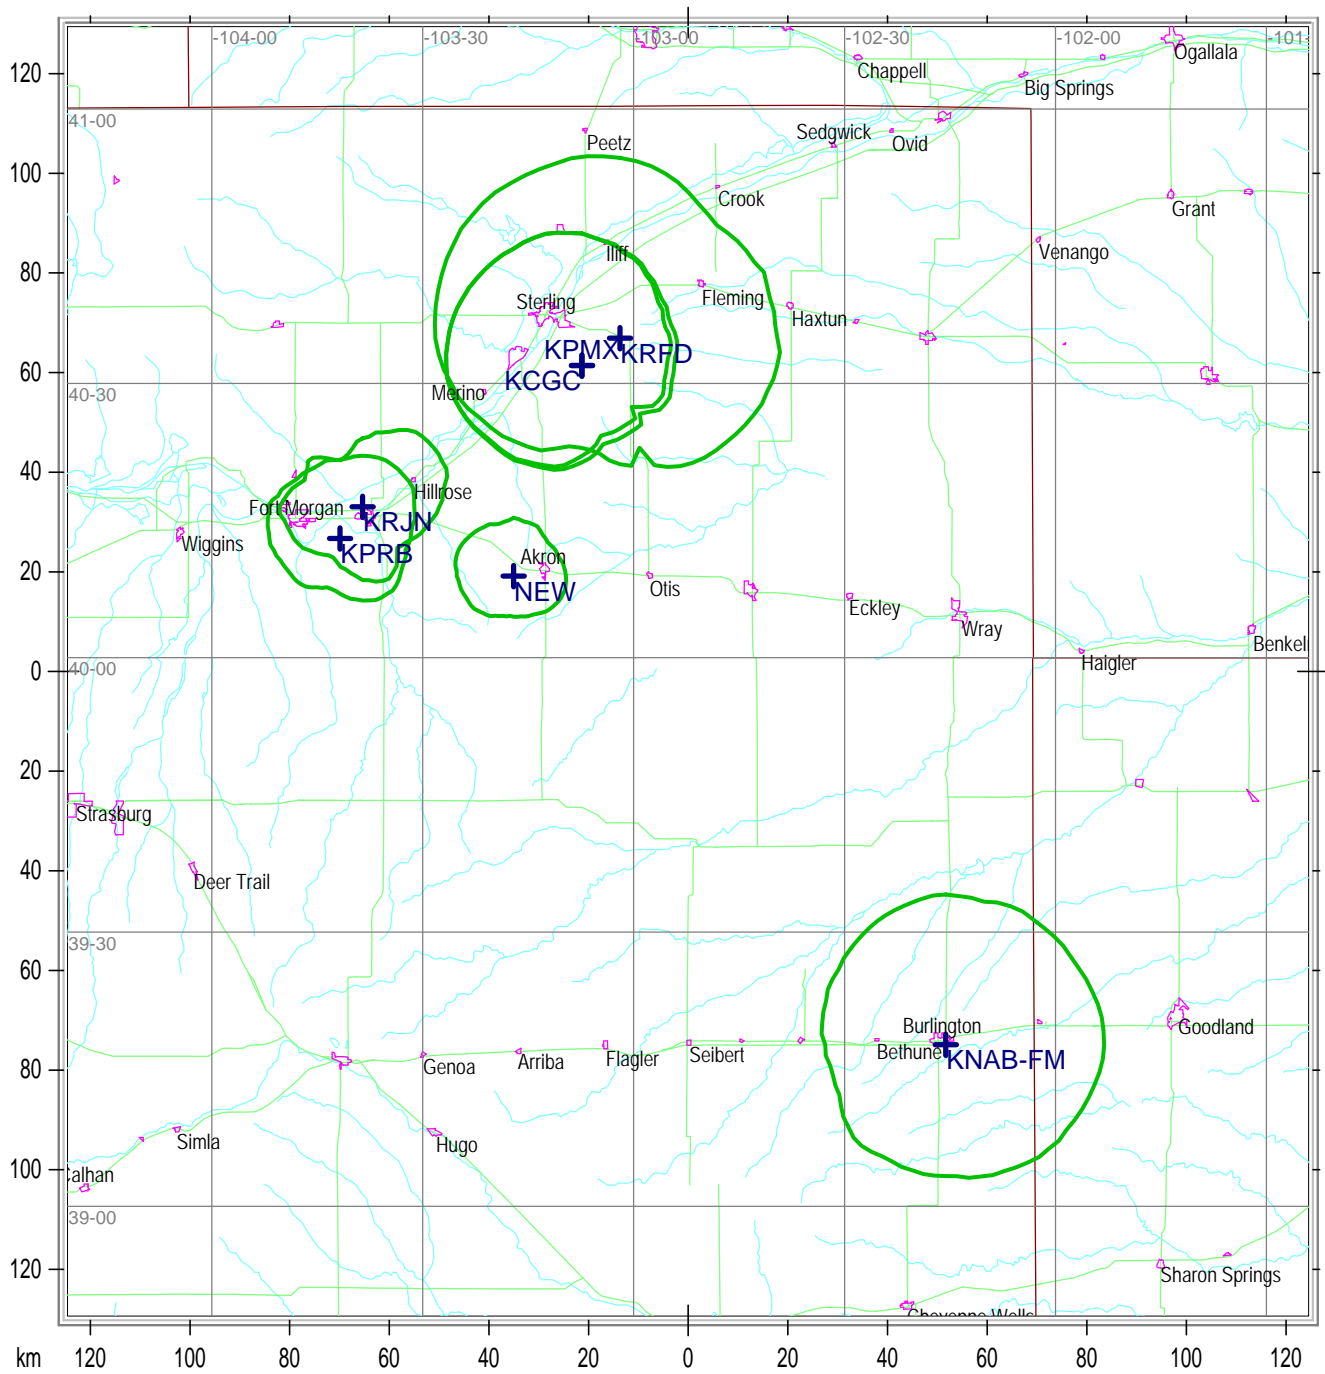 -104-00 -103-30 -103-00 -102-30 -102-00 -101-
120
Ogallala
Chappell
Big Springs
41-00
Peetz
Sedgwick
Ovid
100
Crook
Grant
Iliff
Venango
80
Fleming
Sterling
Haxtun
KPMX
KRFD
60
KCGC
Merino
40-30
40
Hillrose
Fort Morgan
KRJN
Wiggins
KPRB
Akron
20
NEW
Otis
Eckley
Wray
Benkel
Haigler
40-00
0
20
Strasburg
40
Deer Trail
39-30
60
Burlington
Goodland
Bethune
KNAB-FM
Seibert
Flagler
Arriba
Genoa
80
Simla
Hugo
100
Calhan
39-00
120
Sharon Springs
Cheyenne Wells
km 120 100 80 60 40 20 0 20 40 60 80 100 120